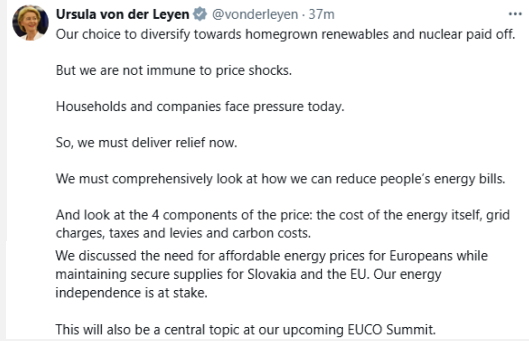 Ursula von der Leyen @vonderleyen · 37m
Our choice to diversify towards homegrown renewables and nuclear paid off.
But we are not immune to price shocks.
Households and companies face pressure today.
So, we must deliver relief now.
We must comprehensively look at how we can reduce people's energy bills.
And look at the 4 components of the price: the cost of the energy itself, grid
charges, taxes and levies and carbon costs.
We discussed the need for affordable energy prices for Europeans while
maintaining secure supplies for Slovakia and the EU. Our energy
independence is at stake.
This will also be a central topic at our upcoming EUCO Summit.